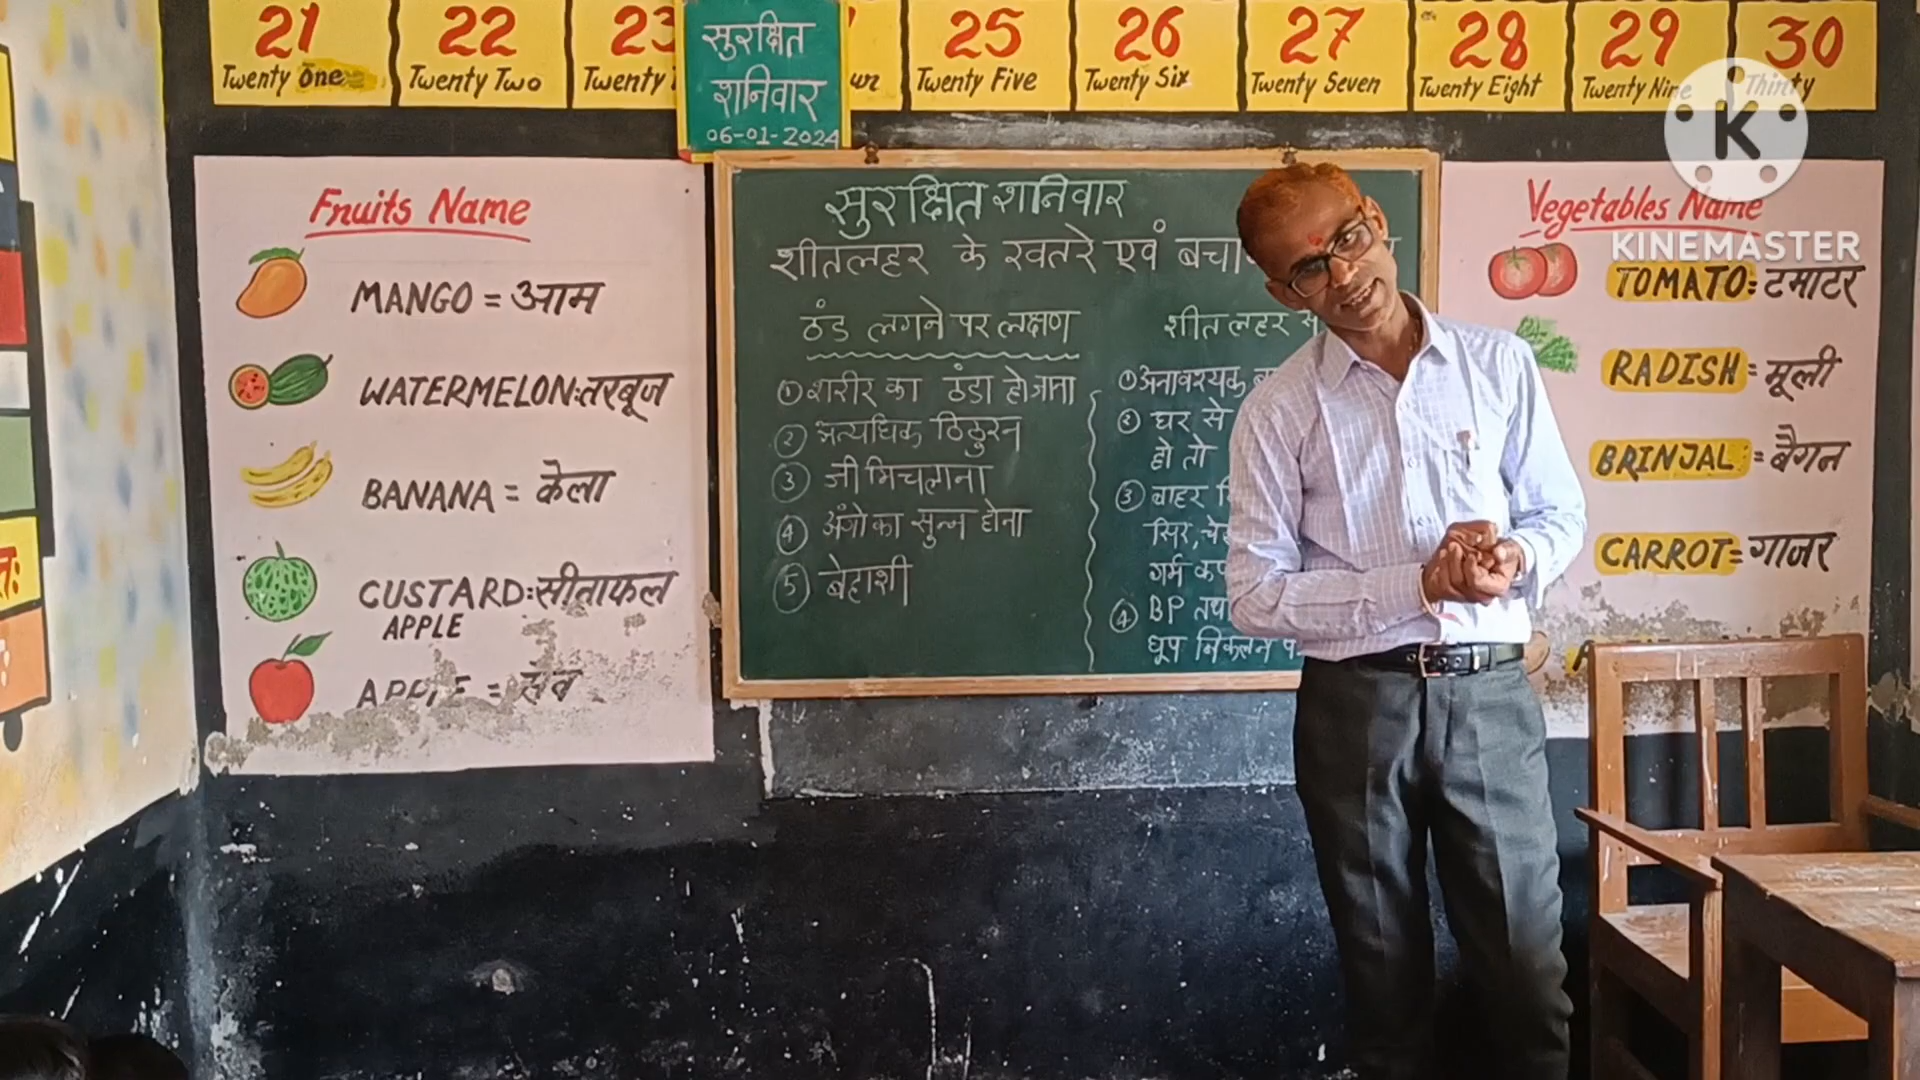 21 22 23 25 26 27 28 29 30
Twenty One Twenty Two Twenty Twenty Five Twenty Six Twenty Seven Twenty Eight Twenty Nine Thinty
सुरक्षित
शनिवार
06-01-2024
Fruits Name
MANGO = आम
WATERMELON:तरबूज
BANANA = केला
CUSTARD:सीताफल
APPLE
APPLE = सेव
सुरक्षित शनिवार
शीतलहर के खतरे एवं
ठंड लगने पर लक्षण
① शरीर का ठंडा हो जाना
② अत्यधिक ठिठुरन
③ जी मिचलाना
④ अंगो का सुन्न होना
⑤ बेहोशी
शीत लहर
① अनावश्यक
② घर से
हो तो
③ बाहर
सिर,
गर्म
④ BP
धूप निकलने
Vegetables Name
TOMATO=टमाटर
RADISH=मूली
BRINJAL=बैगन
CARROT=गाजर
K
KINEMASTER